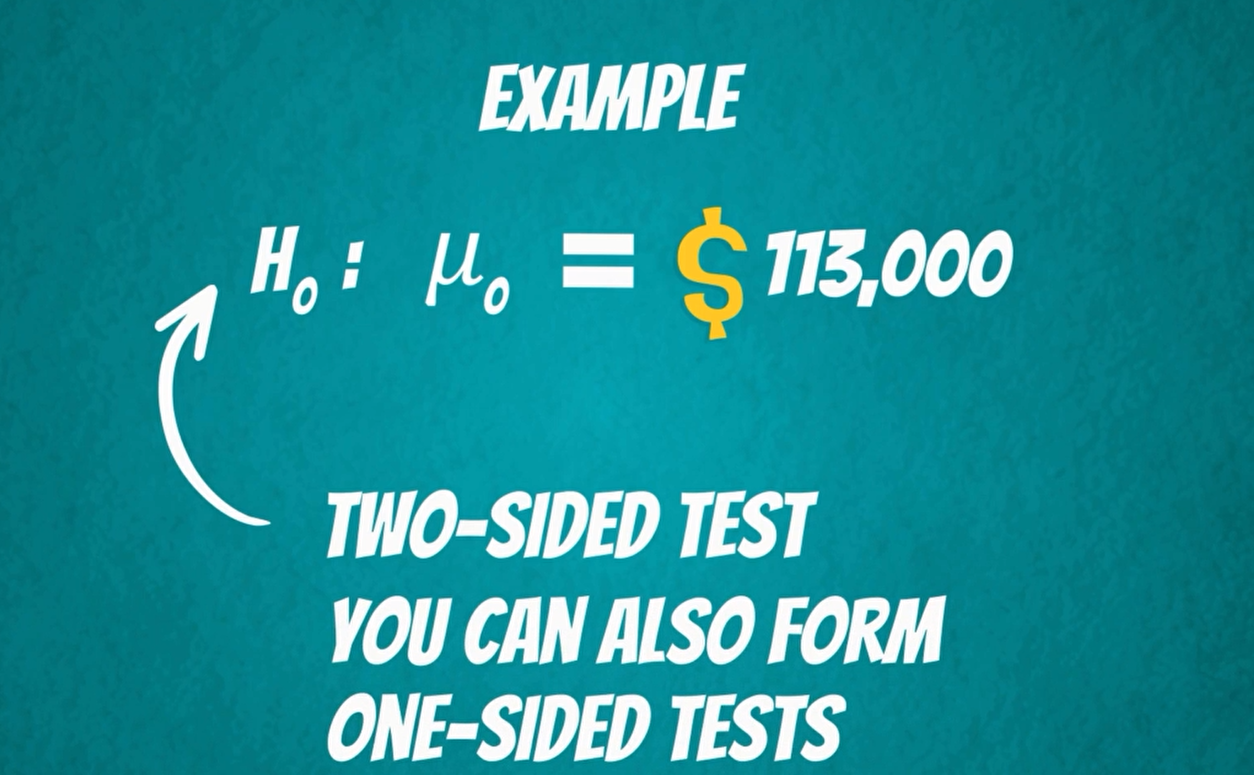 EXAMPLE
H₀: μ₀ = $113,000
TWO-SIDED TEST
YOU CAN ALSO FORM
ONE-SIDED TESTS